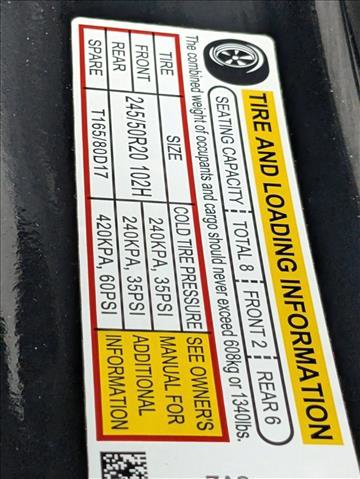 TIRE AND LOADING INFORMATION
SEATING CAPACITY TOTAL 8 FRONT 2 REAR 6
The combined weight of occupants and cargo should never exceed 608kg or 1340lbs.
TIRE SIZE COLD TIRE PRESSURE SEE OWNER'S
FRONT 245/50R20 102H 240KPA, 35PSI MANUAL FOR
REAR 240KPA, 35PSI ADDITIONAL
SPARE T165/80D17 420KPA, 60PSI INFORMATION